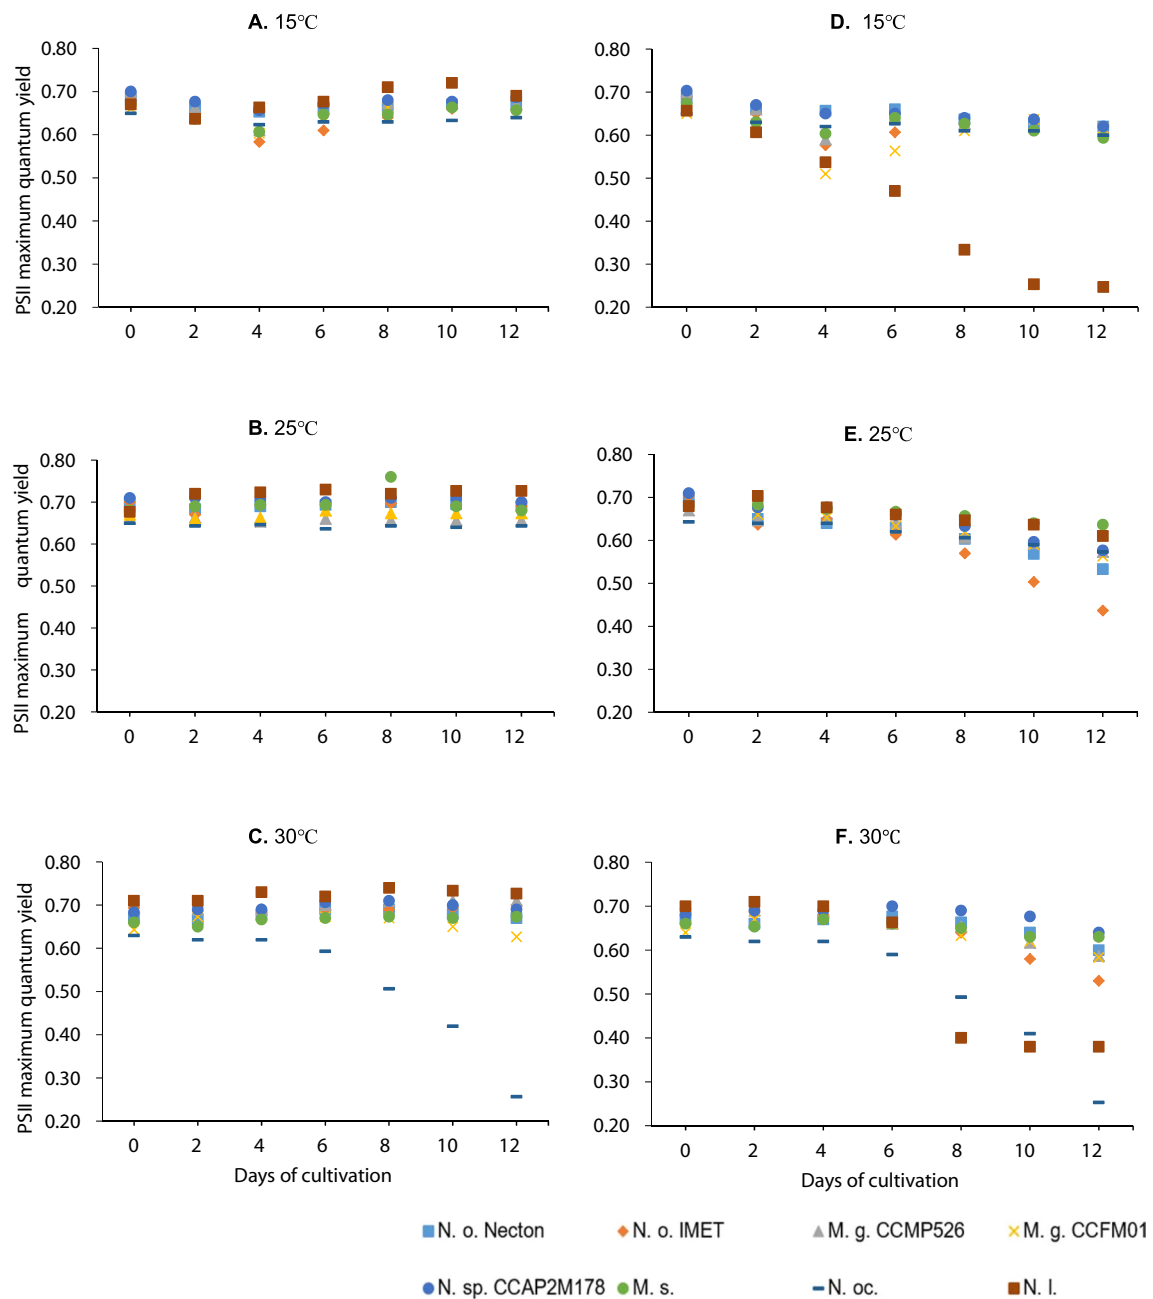 A. 15℃
PSII maximum quantum yield
0.80
0.70
0.60
0.50
0.40
0.30
0.20
0 2 4 6 8 10 12
D. 15℃
0.80
0.70
0.60
0.50
0.40
0.30
0.20
0 2 4 6 8 10 12
B. 25℃
PSII maximum quantum yield
0.80
0.70
0.60
0.50
0.40
0.30
0.20
0 2 4 6 8 10 12
E. 25℃
0.80
0.70
0.60
0.50
0.40
0.30
0.20
0 2 4 6 8 10 12
C. 30℃
PSII maximum quantum yield
0.80
0.70
0.60
0.50
0.40
0.30
0.20
0 2 4 6 8 10 12
Days of cultivation
F. 30℃
0.80
0.70
0.60
0.50
0.40
0.30
0.20
0 2 4 6 8 10 12
Days of cultivation
N. o. Necton N. o. IMET M. g. CCMP526 M. g. CCFM01
N. sp. CCAP2M178 M. s. N. oc. N. l.